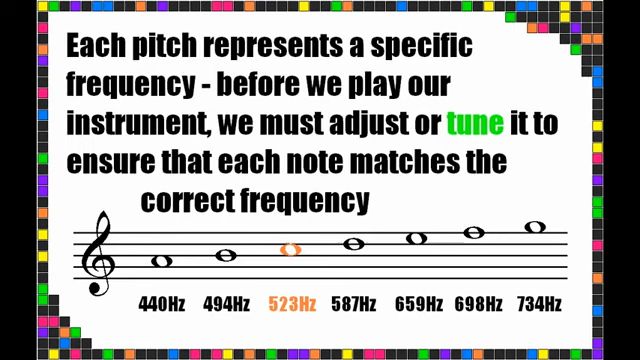 Each pitch represents a specific
frequency - before we play our
instrument, we must adjust or tune it to
ensure that each note matches the
correct frequency
440Hz 494Hz 523Hz 587Hz 659Hz 698Hz 734Hz